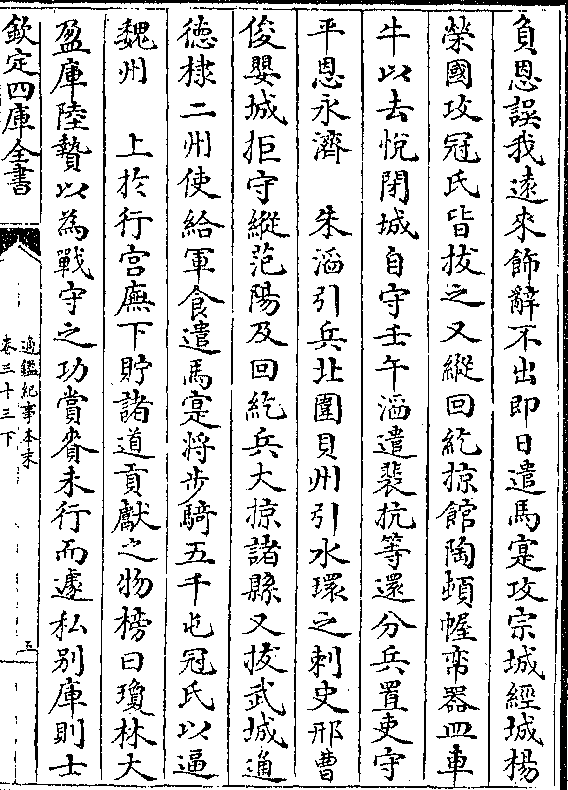 負恩誤我遠來飾辭不出即日遣馬寔攻宗城經城楊
榮國攻冠氏皆拔之又縱回紇掠館陶頓幄帟器皿車
牛以去悅閉城自守壬午滔遣裴抗等還分兵置吏守
平恩永濟　朱滔引兵北圍貝州引水環之刺史邢曹
俊嬰城拒守縱范陽及回紇兵大掠諸縣又拔武城通
德棣二州使給軍食遣馬寔將步騎五千屯冠氏以逼
魏州　上於行宮廡下貯諸道貢獻之物榜曰瓊林大
盈庫陸贄以為戰守之功賞賚未行而遽私别庫則士
欽定四庫全書
通鑑紀事本末
卷三十三下
五